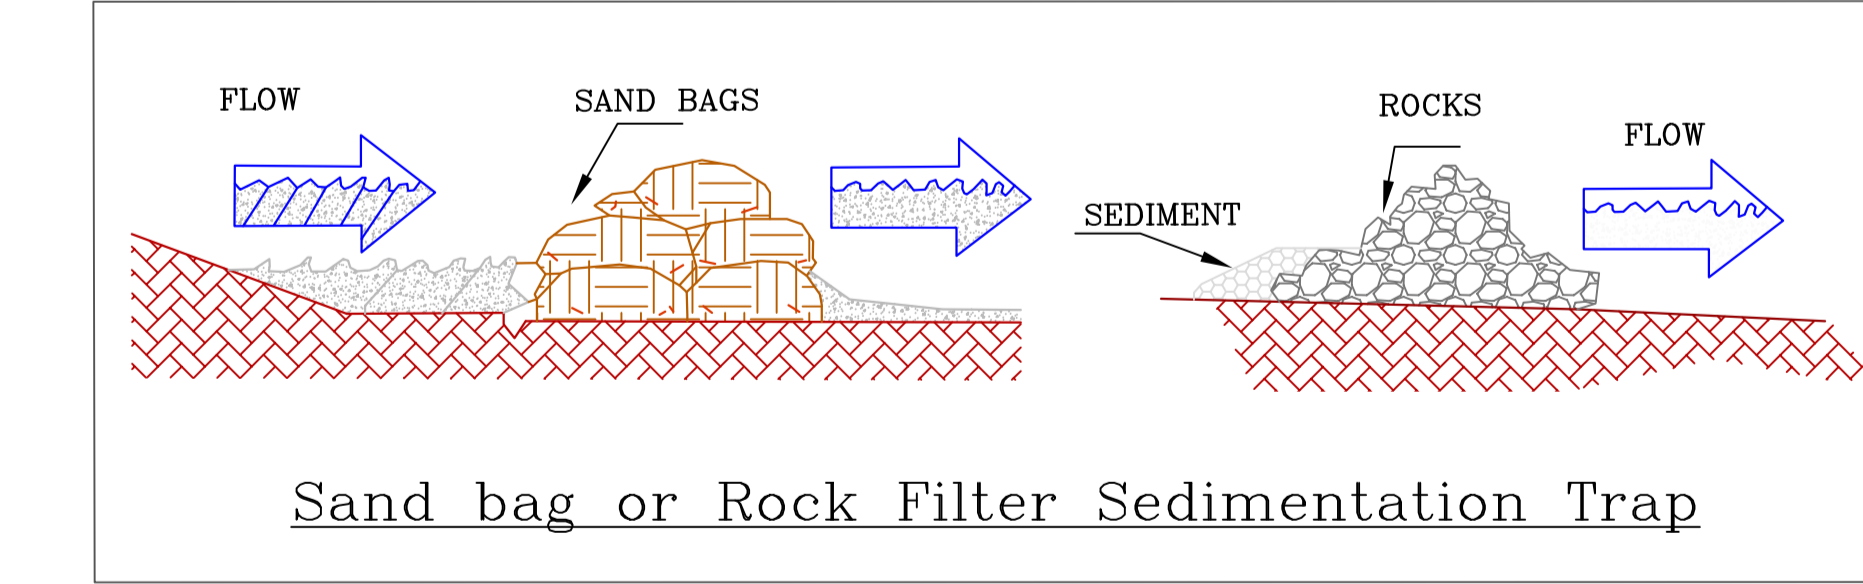 FLOW
SAND BAGS
SEDIMENT
ROCKS
FLOW
Sand bag or Rock Filter Sedimentation Trap